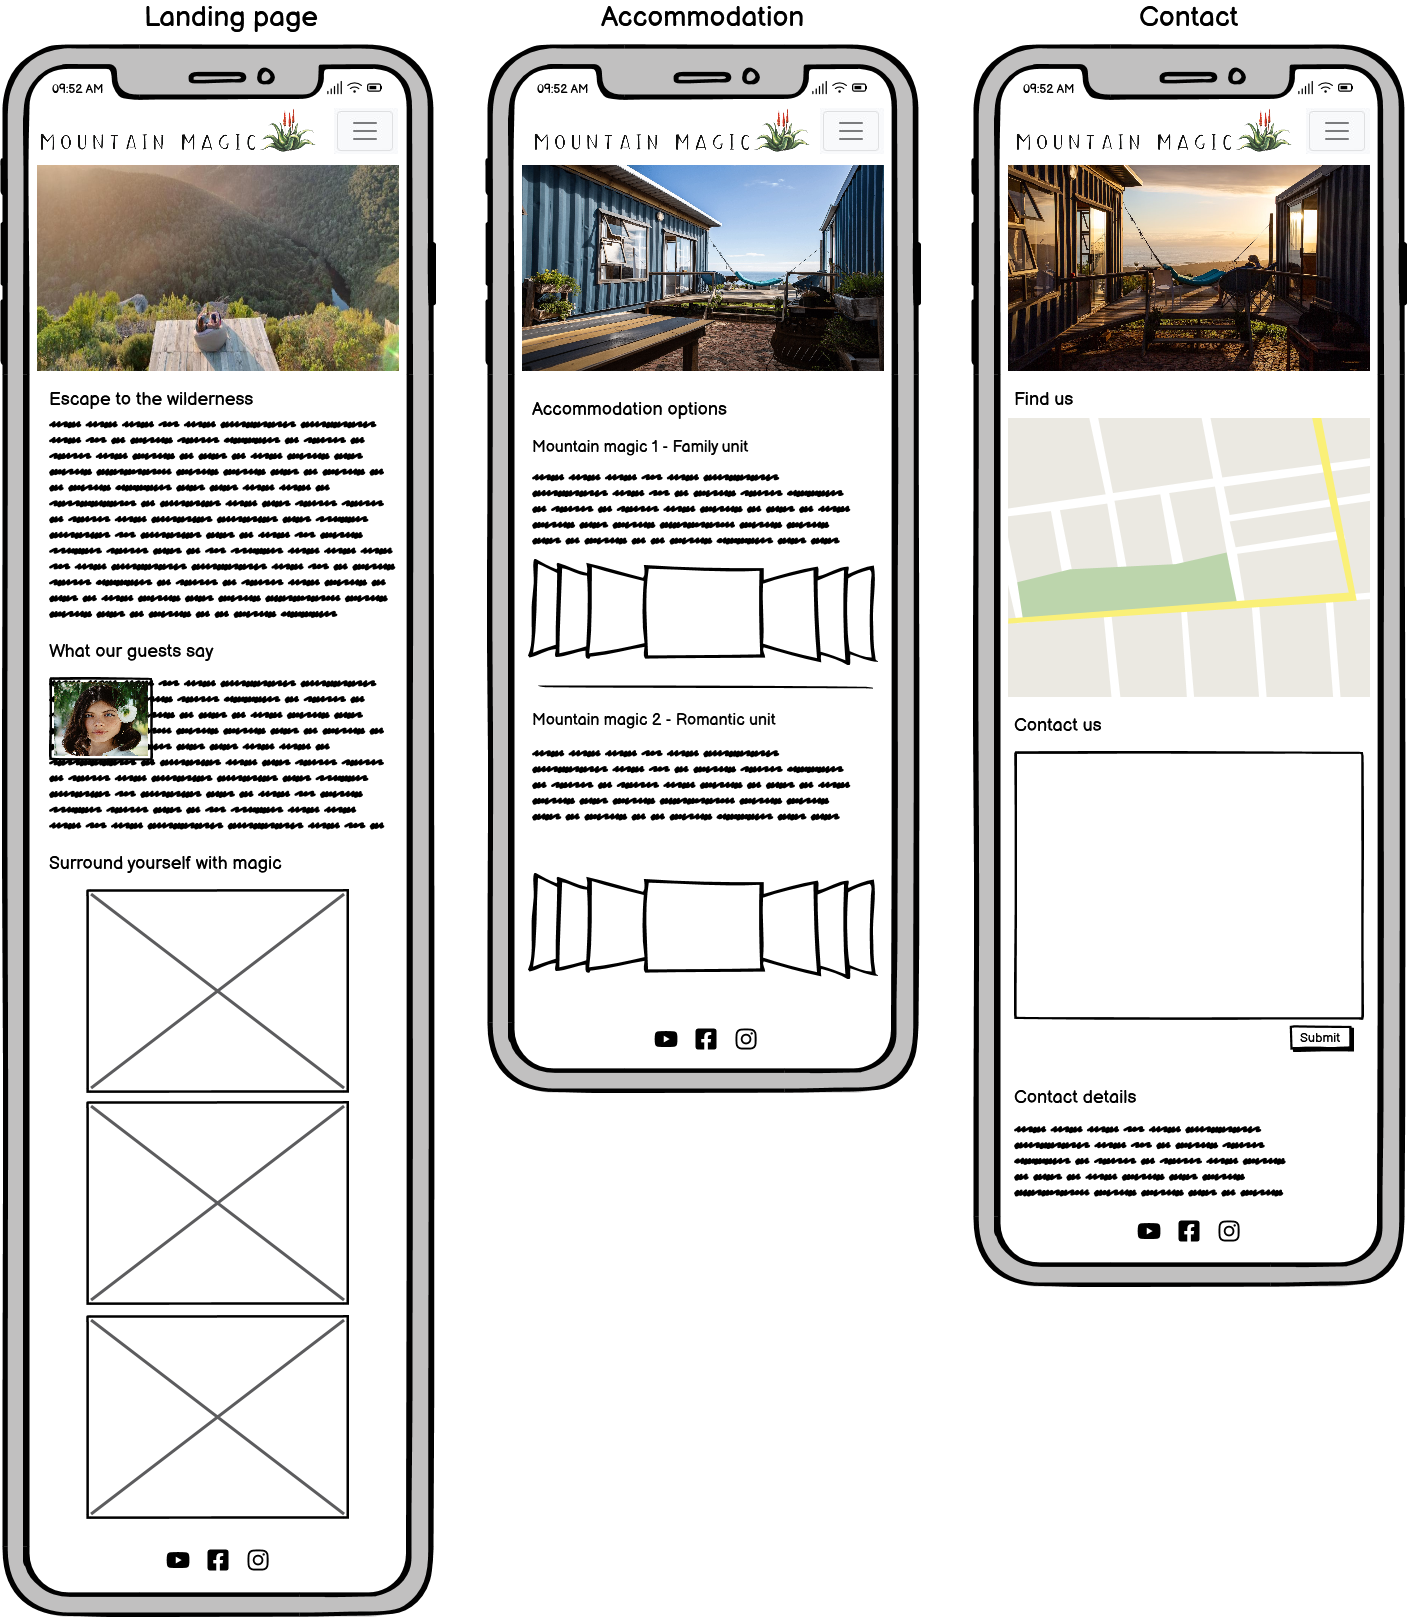 Landing page
09:52 AM
MOUNTAIN MAGIC
Escape to the wilderness
What our guests say
Surround yourself with magic
Accommodation
09:52 AM
MOUNTAIN MAGIC
Accommodation options
Mountain magic 1 - Family unit
Mountain magic 2 - Romantic unit
Contact
09:52 AM
MOUNTAIN MAGIC
Find us
Contact us
Submit
Contact details